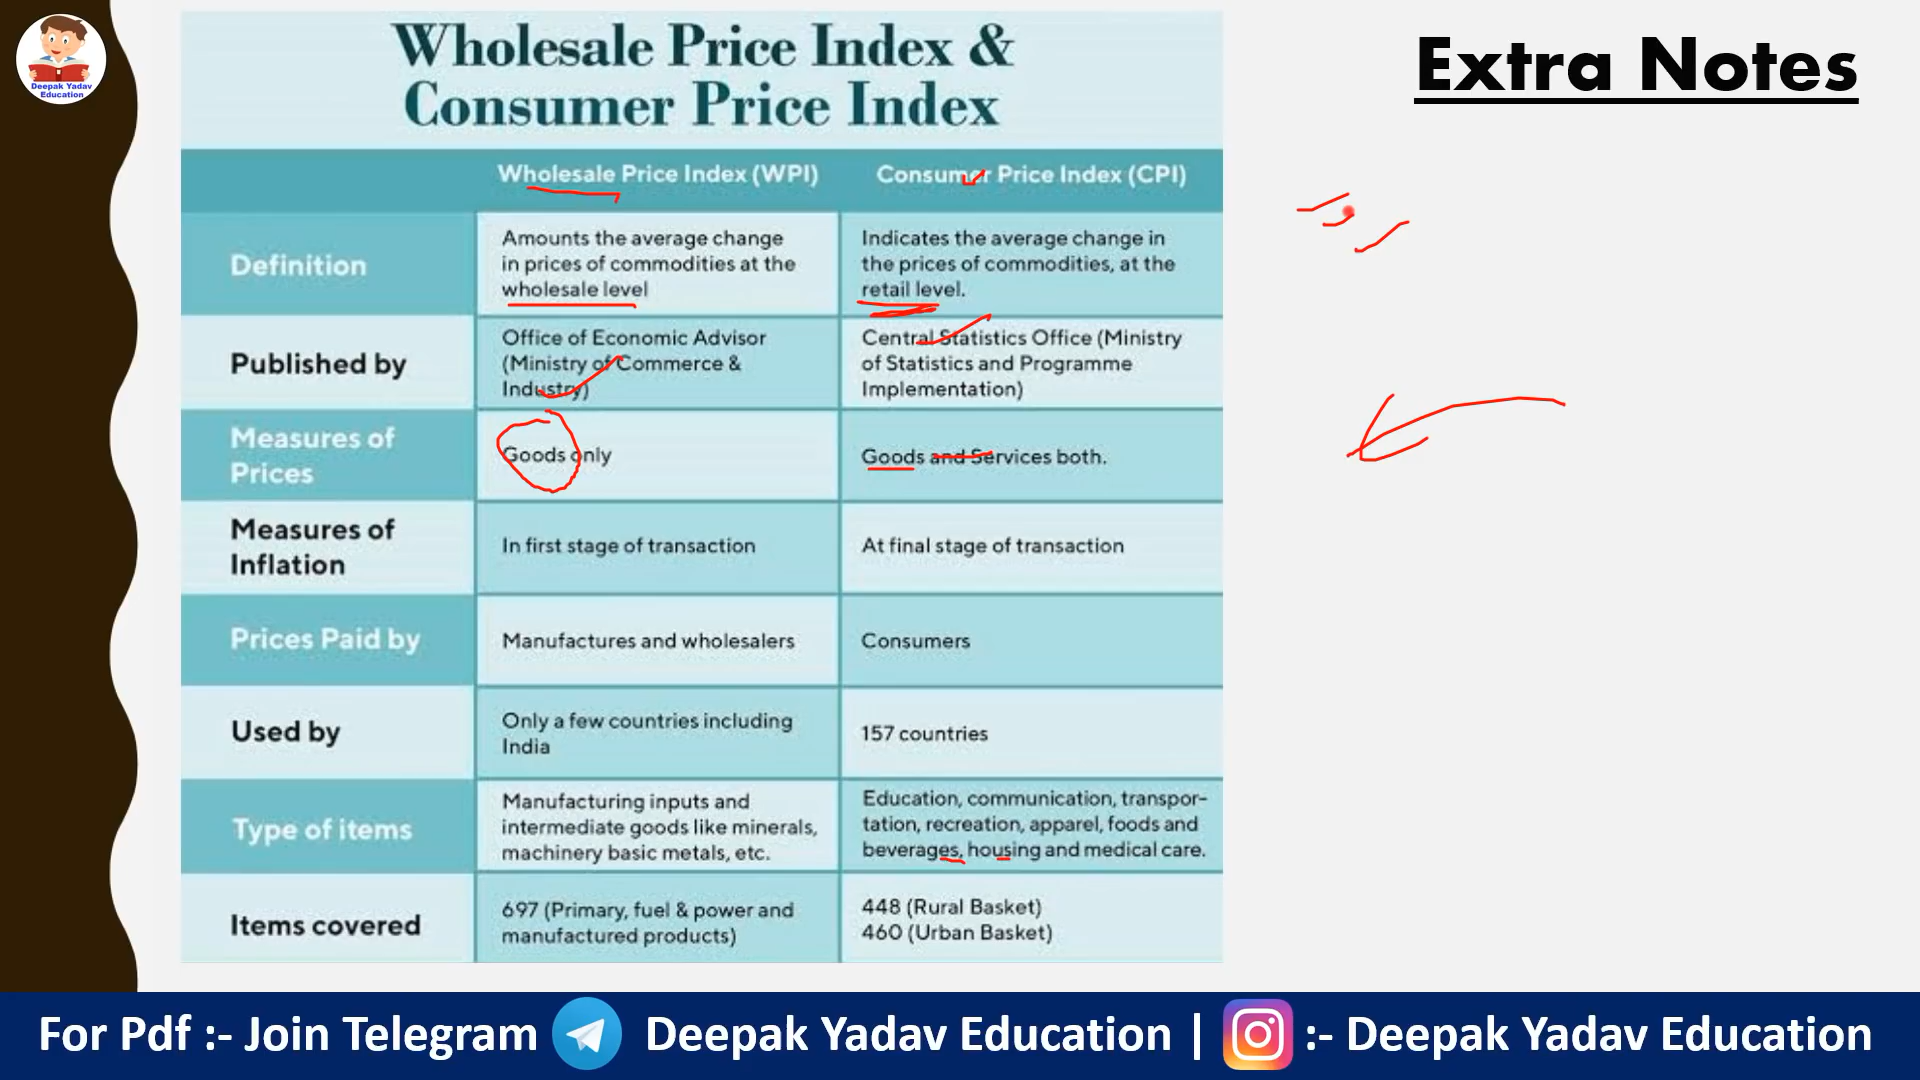 Deepak Yadav
Education
Wholesale Price Index &
Consumer Price Index
Extra Notes
Wholesale Price Index (WPI)
Consumer Price Index (CPI)
Definition
Amounts the average change
in prices of commodities at the
wholesale level
Indicates the average change in
the prices of commodities, at the
retail level.
Published by
Office of Economic Advisor
(Ministry of Commerce &
Industry)
Central Statistics Office (Ministry
of Statistics and Programme
Implementation)
Measures of
Prices
Goods only
Goods and Services both.
Measures of
Inflation
In first stage of transaction
At final stage of transaction
Prices Paid by
Manufactures and wholesalers
Consumers
Used by
Only a few countries including
India
157 countries
Type of items
Manufacturing inputs and
intermediate goods like minerals,
machinery basic metals, etc.
Education, communication, transpor-
tation, recreation, apparel, foods and
beverages, housing and medical care.
Items covered
697 (Primary, fuel & power and
manufactured products)
448 (Rural Basket)
460 (Urban Basket)
For Pdf :- Join Telegram Deepak Yadav Education | :- Deepak Yadav Education